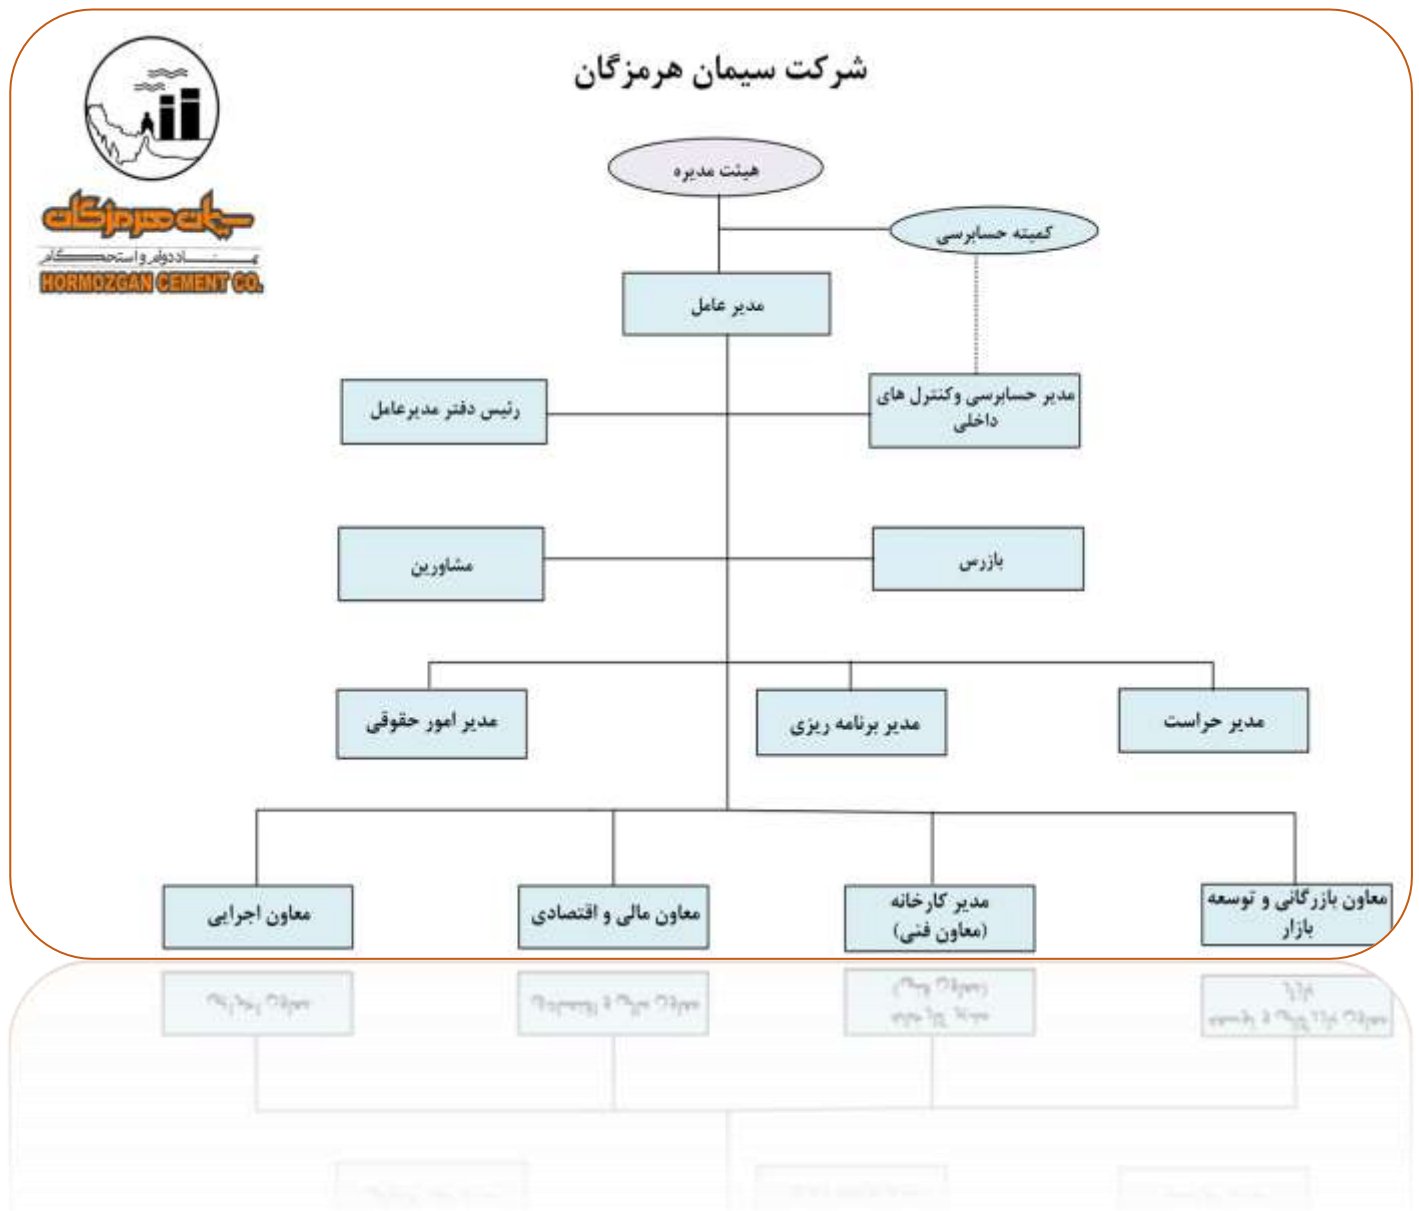 شرکت سیمان هرمزگان
سیمان هرمزگان
HORMOZGAN CEMENT CO.
هیئت مدیره
کمیته حسابرسی
مدیر عامل
مدیر حسابرسی وکنترل های
داخلی
رئیس دفتر مدیرعامل
بازرس
مشاورین
مدیر حراست
مدیر برنامه ریزی
مدیر امور حقوقی
معاون بازرگانی و توسعه
بازار
مدیر کارخانه
(معاون فنی)
معاون مالی و اقتصادی
معاون اجرایی